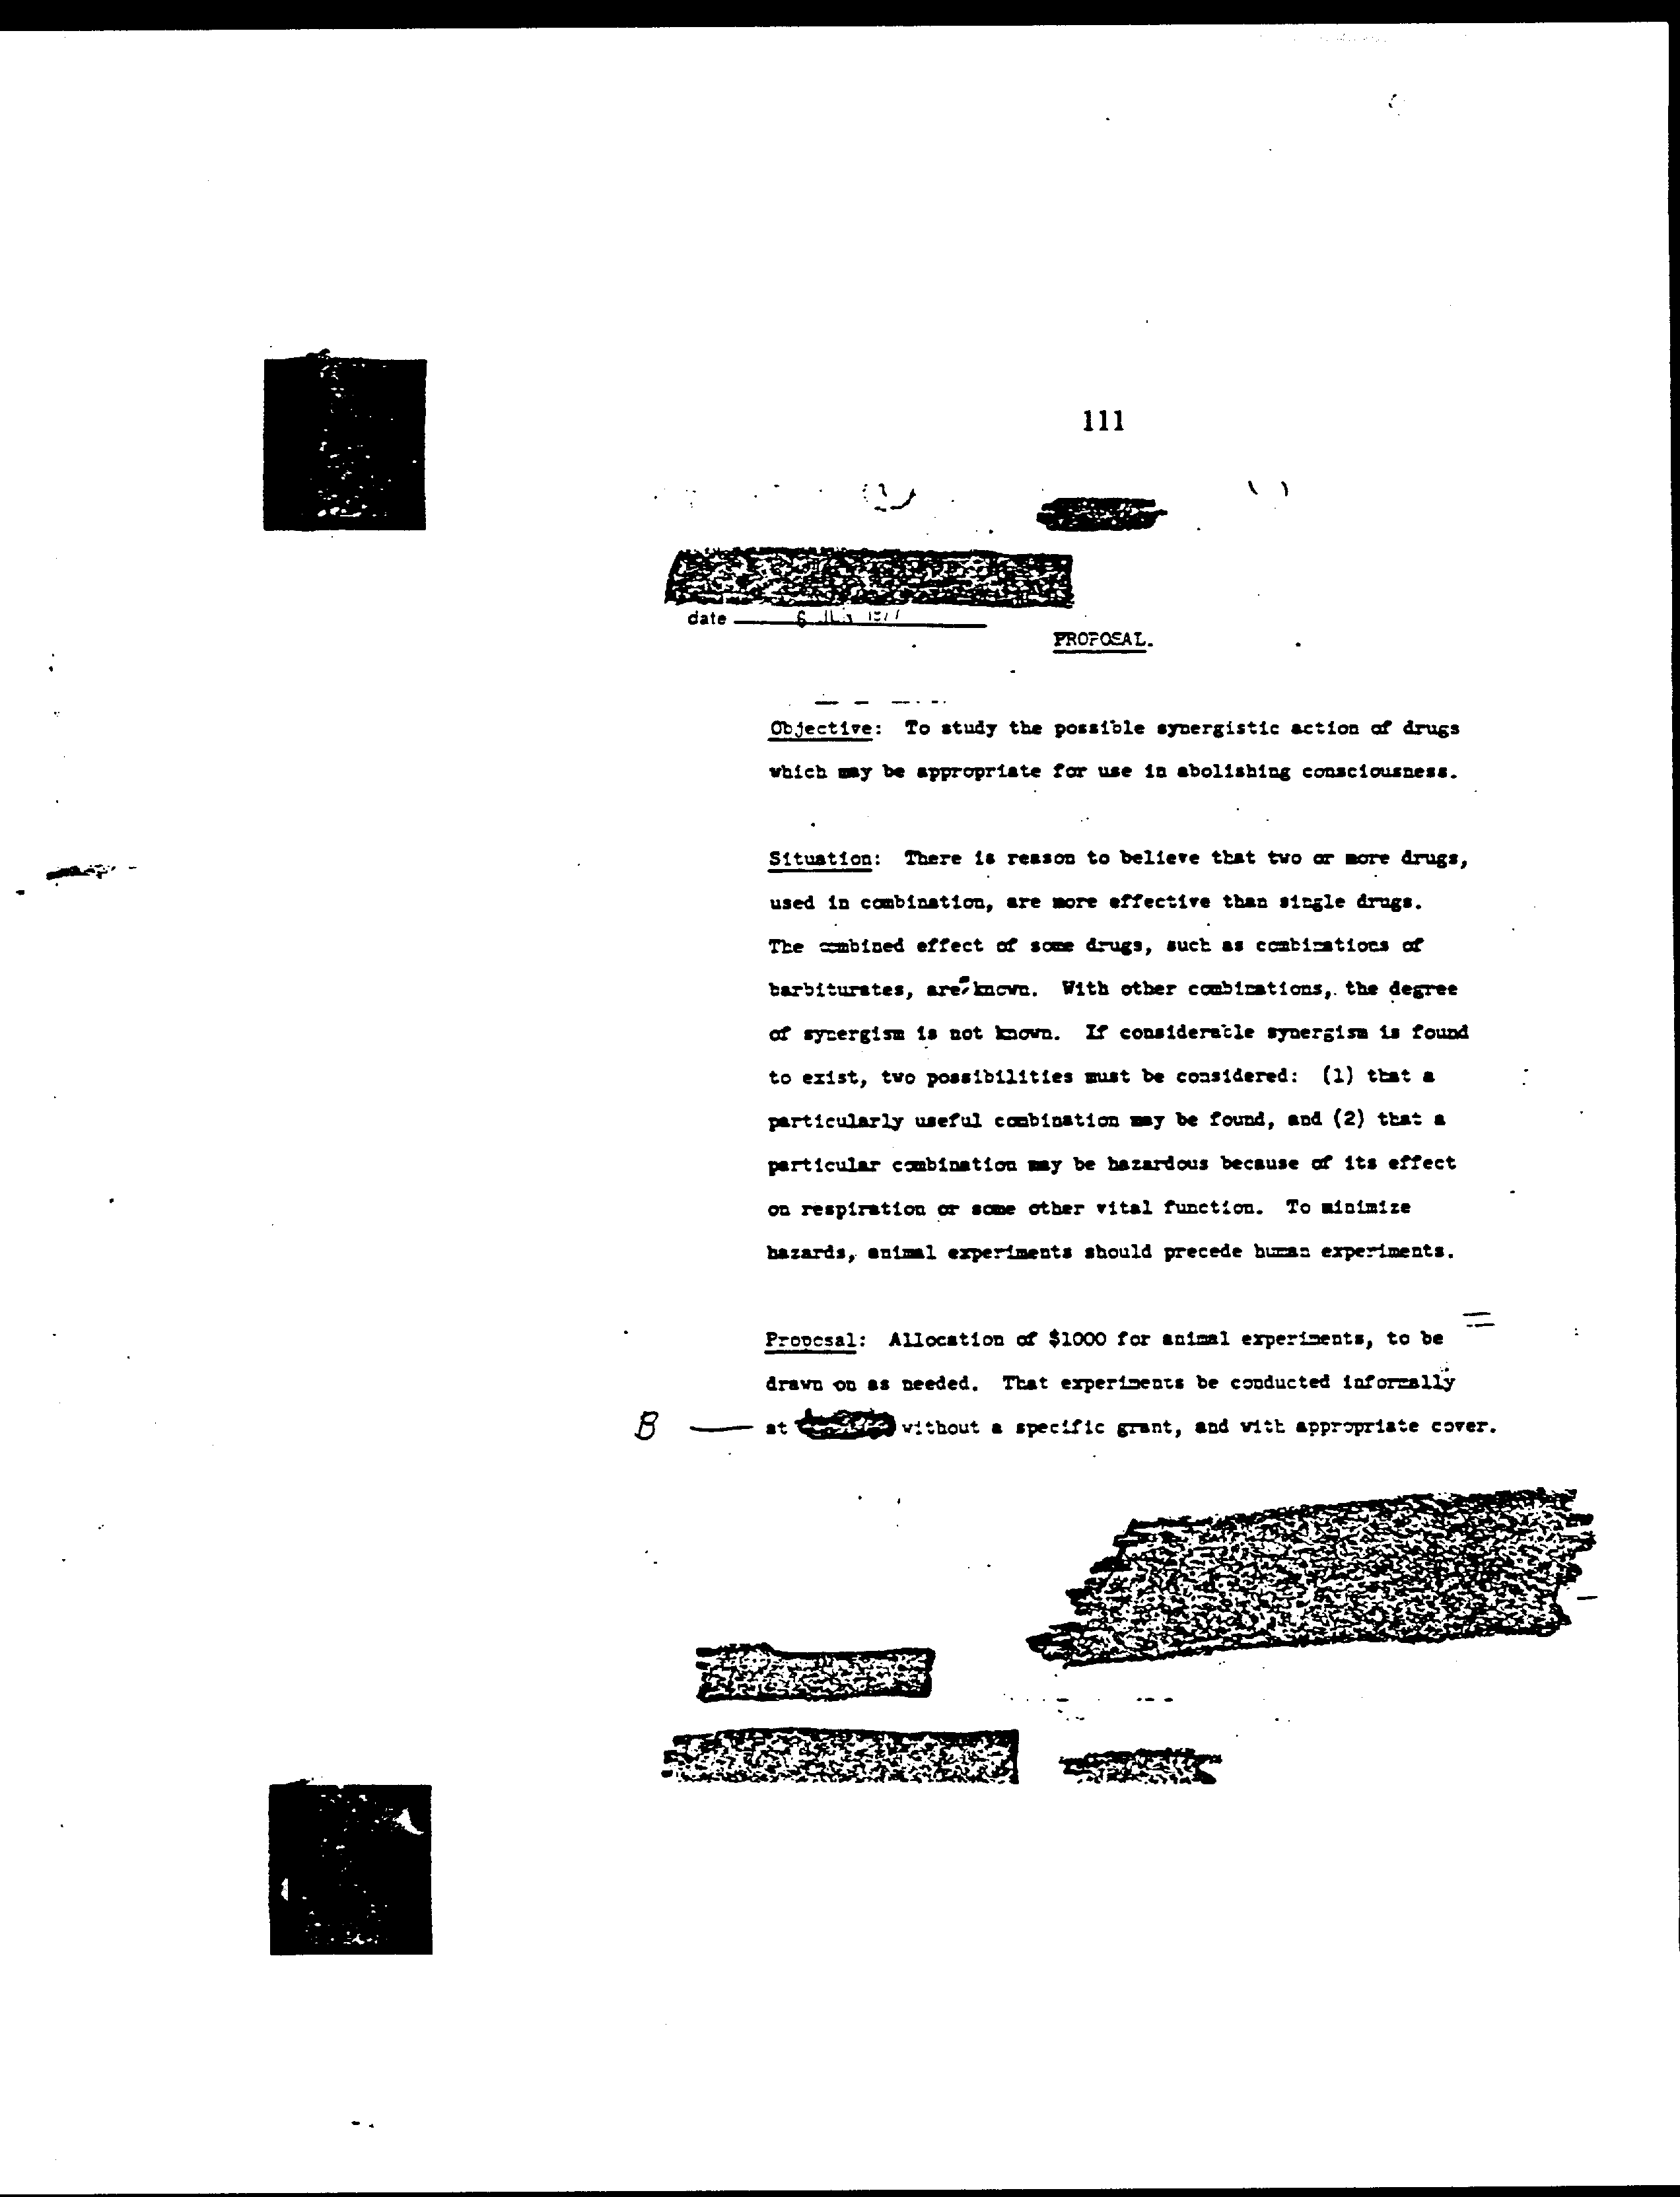 111
date 6 JUN 1977
PROPOSAL.
Objective: To study the possible synergistic action of drugs
which may be appropriate for use in abolishing consciousness.
Situation: There is reason to believe that two or more drugs,
used in combination, are more effective than single drugs.
The combined effect of some drugs, such as combinations of
barbiturates, are known. With other combinations, the degree
of synergism is not known. If considerable synergism is found
to exist, two possibilities must be considered: (1) that a
particularly useful combination may be found, and (2) that a
particular combination may be hazardous because of its effect
on respiration or some other vital function. To minimize
hazards, animal experiments should precede human experiments.
Proposal: Allocation of $1000 for animal experiments, to be
drawn on as needed. That experiments be conducted informally
B — at without a specific grant, and with appropriate cover.